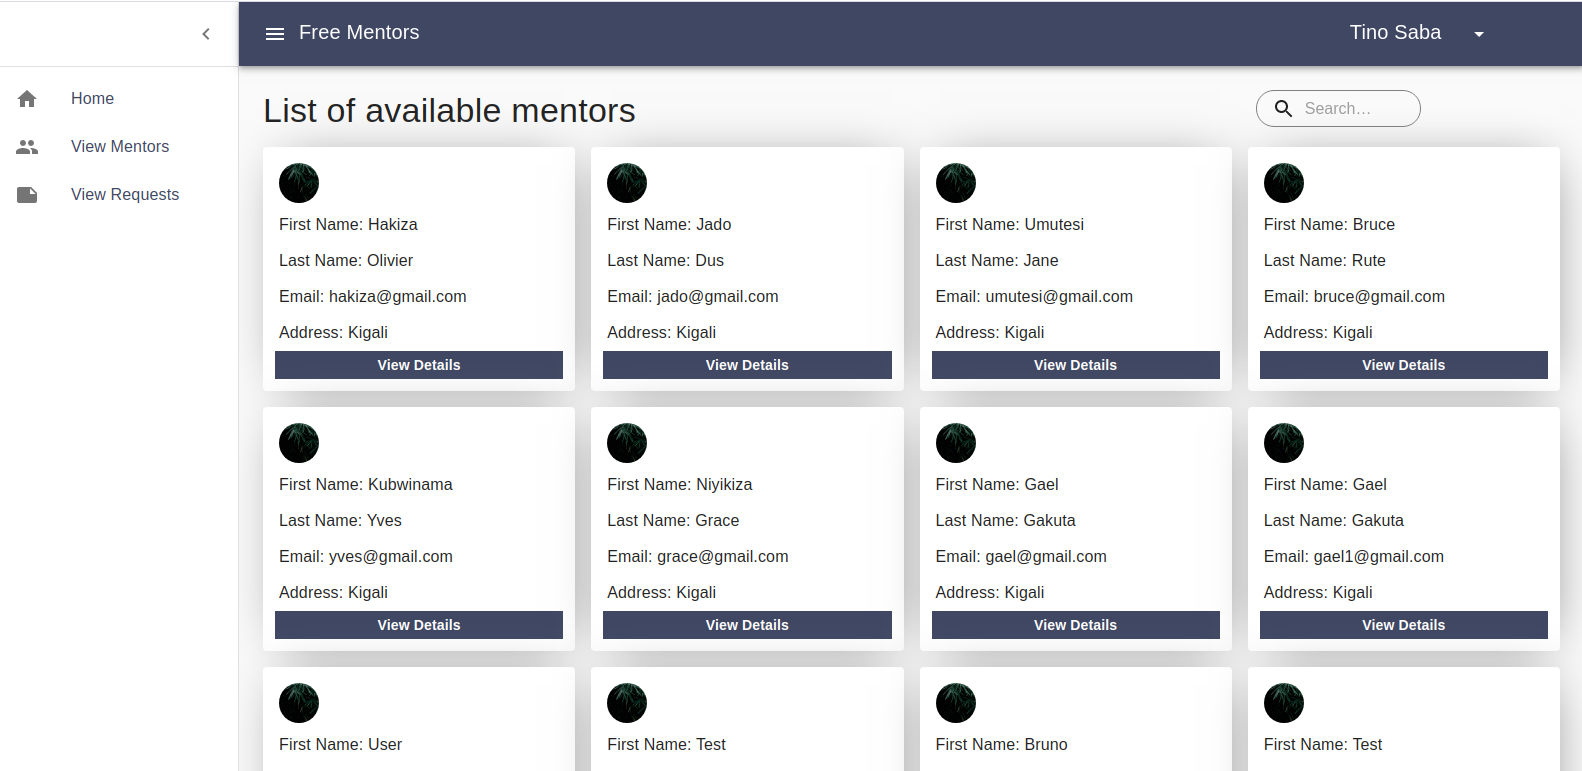 Free Mentors
Tino Saba
Home
View Mentors
View Requests
List of available mentors
Search…
First Name: Hakiza
Last Name: Olivier
Email: hakiza@gmail.com
Address: Kigali
View Details
First Name: Jado
Last Name: Dus
Email: jado@gmail.com
Address: Kigali
View Details
First Name: Umutesi
Last Name: Jane
Email: umutesi@gmail.com
Address: Kigali
View Details
First Name: Bruce
Last Name: Rute
Email: bruce@gmail.com
Address: Kigali
View Details
First Name: Kubwinama
Last Name: Yves
Email: yves@gmail.com
Address: Kigali
View Details
First Name: Niyikiza
Last Name: Grace
Email: grace@gmail.com
Address: Kigali
View Details
First Name: Gael
Last Name: Gakuta
Email: gael@gmail.com
Address: Kigali
View Details
First Name: Gael
Last Name: Gakuta
Email: gael1@gmail.com
Address: Kigali
View Details
First Name: User
First Name: Test
First Name: Bruno
First Name: Test